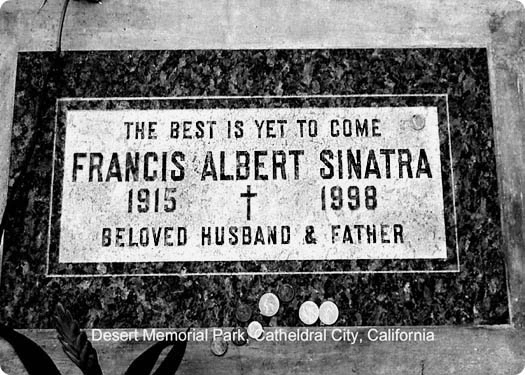 THE BEST IS YET TO COME
FRANCIS ALBERT SINATRA
1915 † 1998
BELOVED HUSBAND & FATHER
Desert Memorial Park, Catheldral City, California